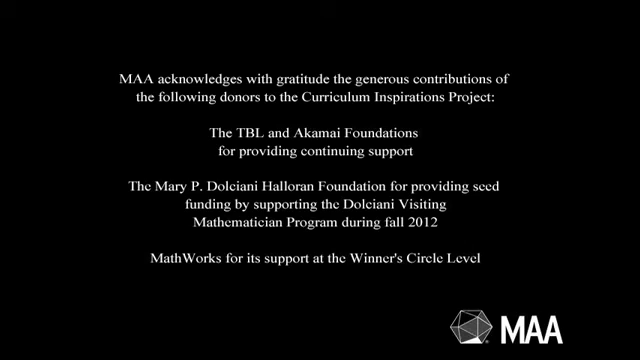 MAA acknowledges with gratitude the generous contributions of
the following donors to the Curriculum Inspirations Project:
The TBL and Akamai Foundations
for providing continuing support
The Mary P. Dolciani Halloran Foundation for providing seed
funding by supporting the Dolciani Visiting
Mathematician Program during fall 2012
MathWorks for its support at the Winner's Circle Level
MAA